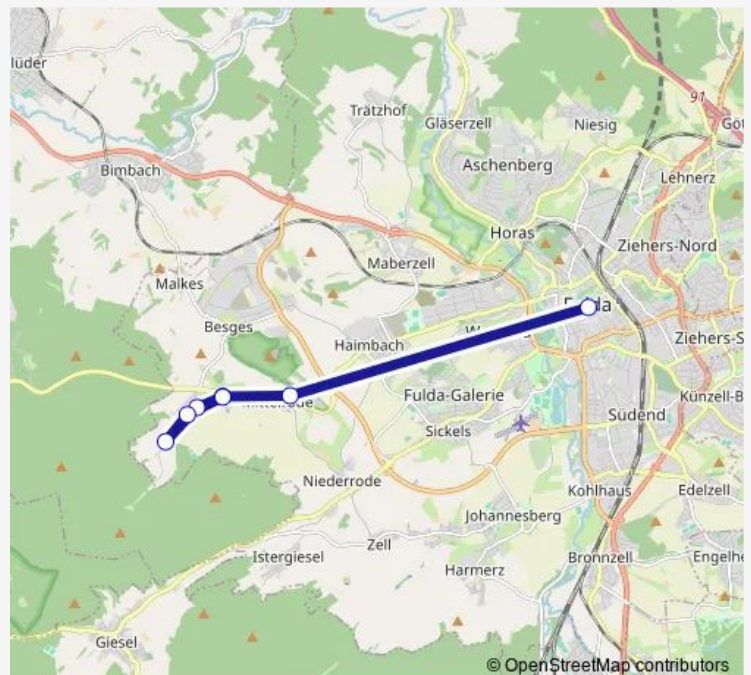 lüder
Trätzhof
Gläserzell
Niesig
91
Aschenberg
Bimbach
Lehnerz
Horas
Ziehers-Nord
Maberzell
Malkes
Besges
Haimbach
Ziehers-S
Fulda-Galerie
Künzell-B
Sickels
Südend
Niederrode
Kohlhaus
Edelzell
Johannesberg
Zell
Istergiesel
Harmerz
Bronnzell
Engelhe
Giesel
© OpenStreetMap contributors